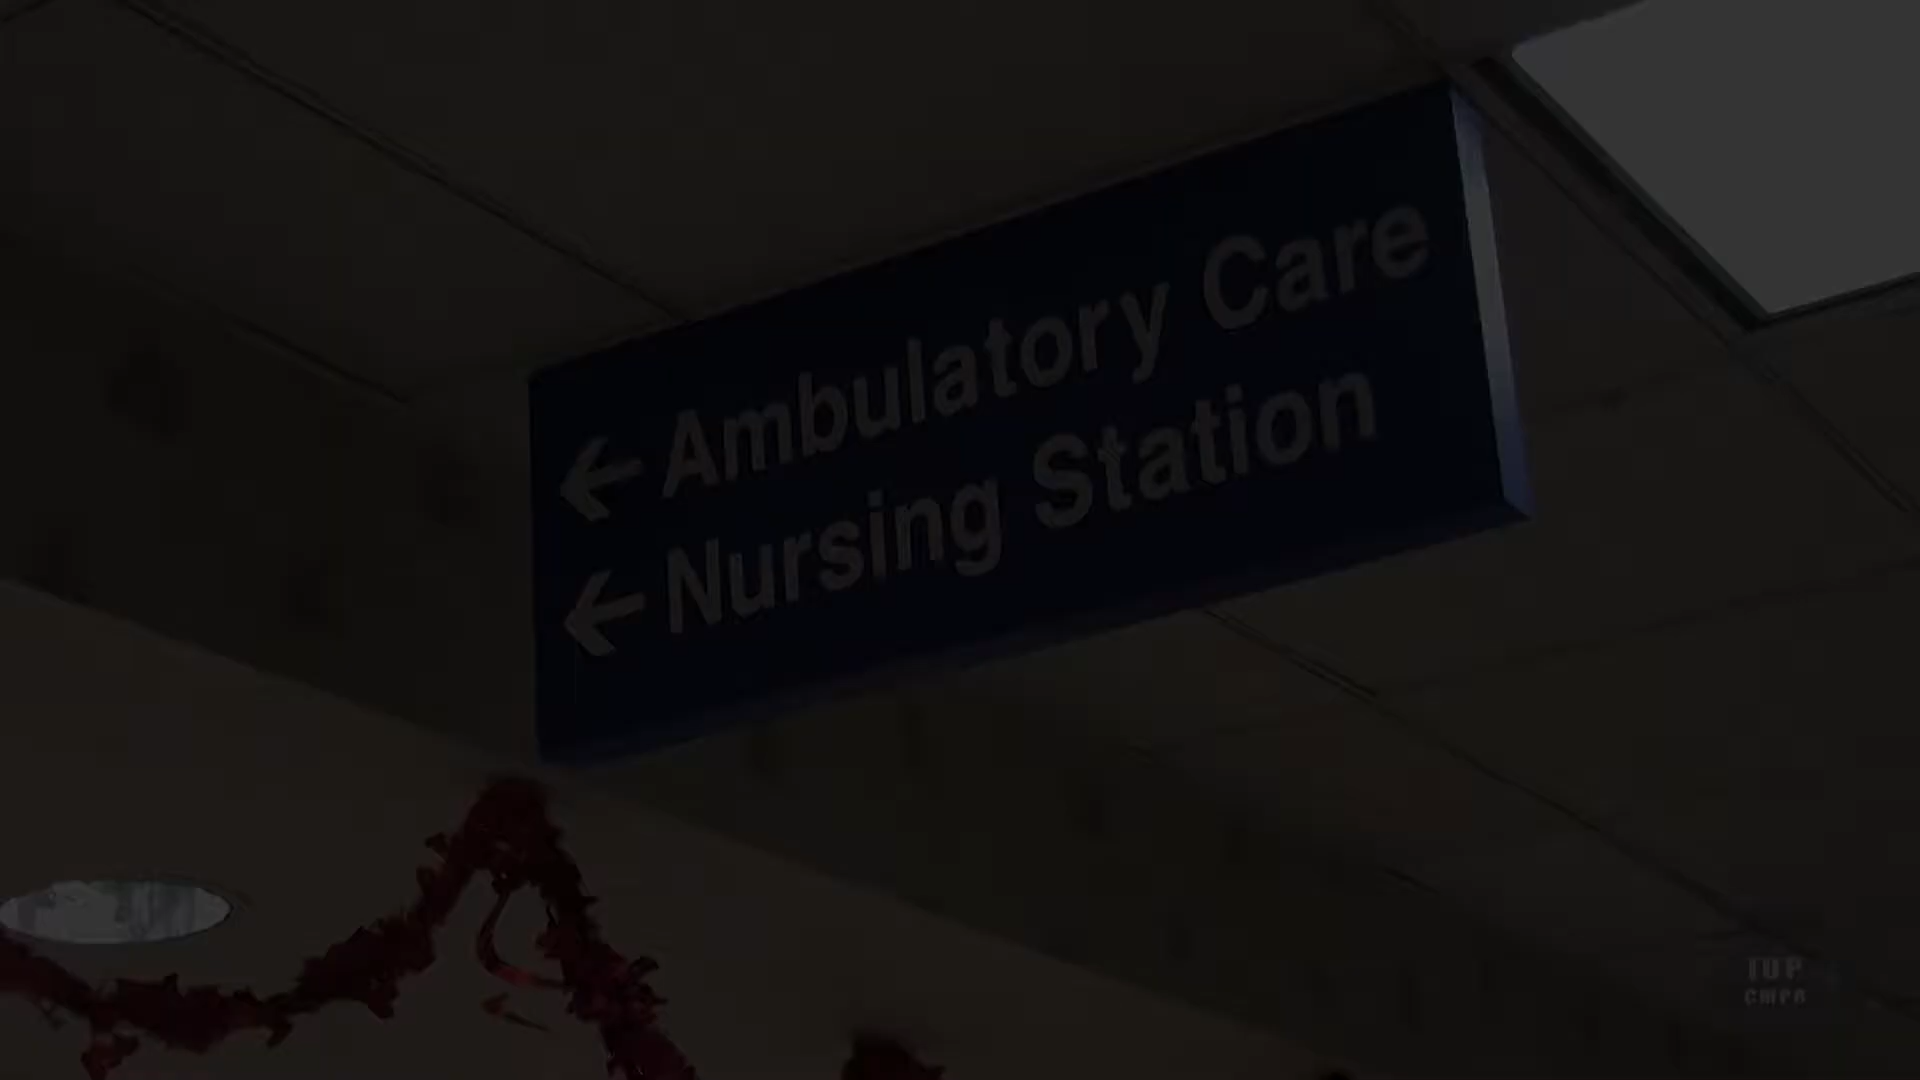 ← Ambulatory Care
← Nursing Station